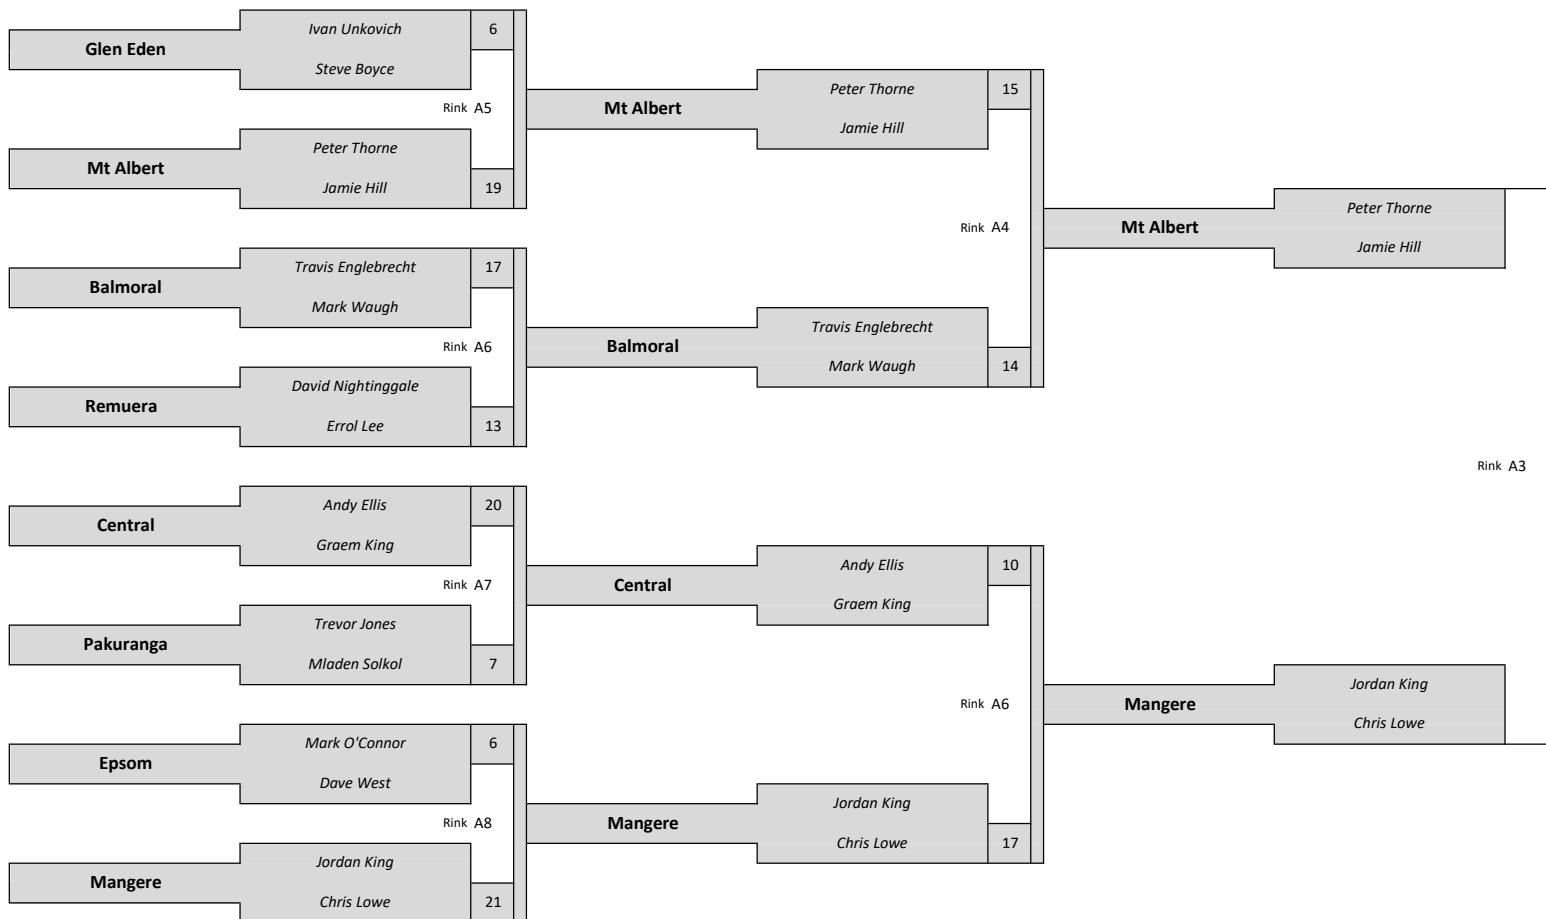 Ivan Unkovich 6
Glen Eden
Steve Boyce
Peter Thorne 15
Rink A5
Mt Albert
Jamie Hill
Peter Thorne
Mt Albert
Jamie Hill 19
Peter Thorne
Rink A4
Mt Albert
Jamie Hill
Travis Englebrecht 17
Balmoral
Mark Waugh
Travis Englebrecht
Rink A6
Balmoral
Mark Waugh 14
David Nightinggale
Remuera
Errol Lee 13
Rink A3
Andy Ellis 20
Central
Graem King
Andy Ellis 10
Rink A7
Central
Graem King
Trevor Jones
Pakuranga
Mladen Solkol 7
Jordan King
Rink A6
Mangere
Chris Lowe
Mark O'Connor 6
Epsom
Dave West
Jordan King
Rink A8
Mangere
Chris Lowe 17
Jordan King
Mangere
Chris Lowe 21